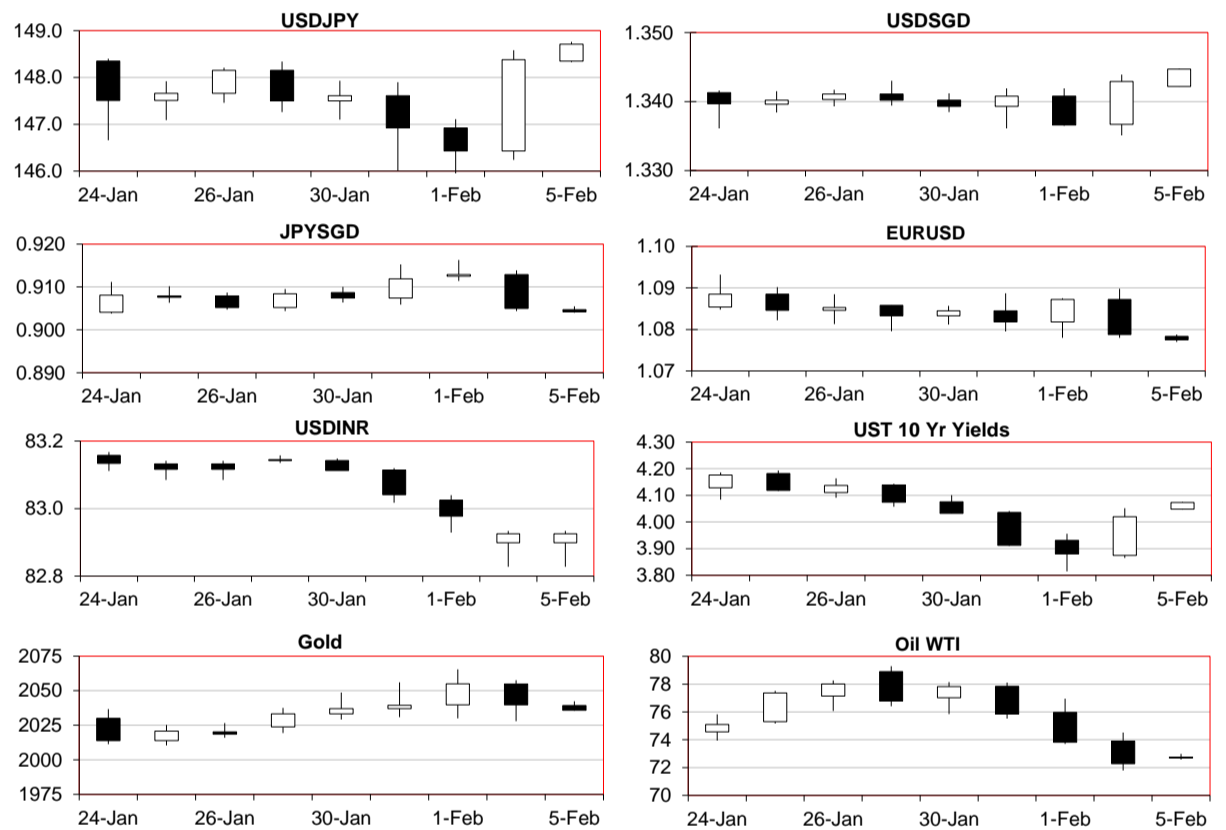 USDJPY
149.0
148.0
147.0
146.0
24-Jan 26-Jan 30-Jan 1-Feb 5-Feb
USDSGD
1.350
1.340
1.330
24-Jan 26-Jan 30-Jan 1-Feb 5-Feb
JPYSGD
0.920
0.910
0.900
0.890
24-Jan 26-Jan 30-Jan 1-Feb 5-Feb
EURUSD
1.10
1.09
1.08
1.07
24-Jan 26-Jan 30-Jan 1-Feb 5-Feb
USDINR
83.2
83.0
82.8
24-Jan 26-Jan 30-Jan 1-Feb 5-Feb
UST 10 Yr Yields
4.30
4.20
4.10
4.00
3.90
3.80
24-Jan 26-Jan 30-Jan 1-Feb 5-Feb
Gold
2075
2050
2025
2000
1975
24-Jan 26-Jan 30-Jan 1-Feb 5-Feb
Oil WTI
80
78
76
74
72
70
24-Jan 26-Jan 30-Jan 1-Feb 5-Feb